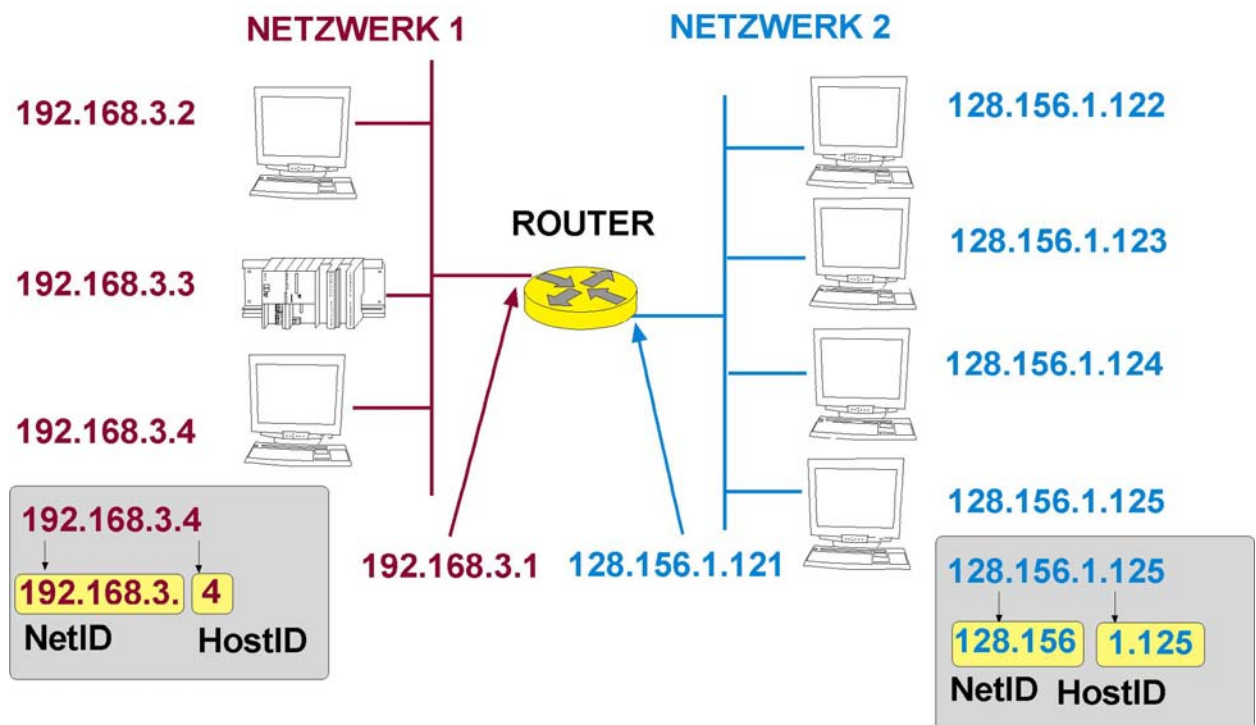 NETZWERK 1
NETZWERK 2
192.168.3.2
128.156.1.122
ROUTER
128.156.1.123
192.168.3.3
128.156.1.124
192.168.3.4
128.156.1.125
192.168.3.1
128.156.1.121
192.168.3.4
192.168.3. 4
NetID HostID
128.156.1.125
128.156 1.125
NetID HostID